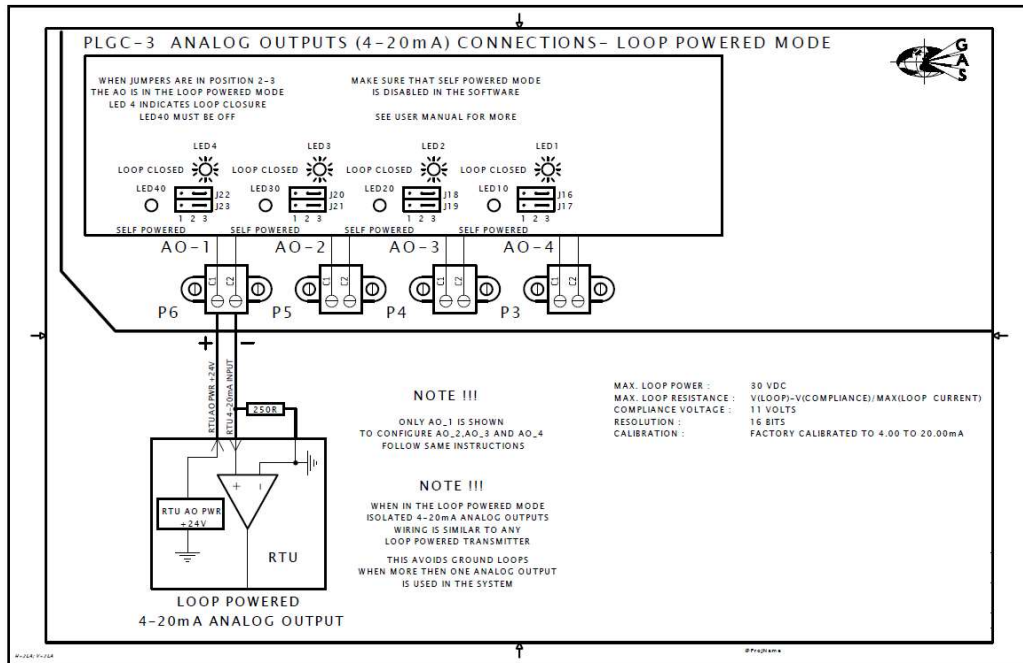 PLGC-3 ANALOG OUTPUTS (4-20mA) CONNECTIONS- LOOP POWERED MODE
GAS
WHEN JUMPERS ARE IN POSITION 2-3
THE AO IS IN THE LOOP POWERED MODE
LED 4 INDICATES LOOP CLOSURE
LED40 MUST BE OFF
MAKE SURE THAT SELF POWERED MODE
IS DISABLED IN THE SOFTWARE
SEE USER MANUAL FOR MORE
LED4 LED3 LED2 LED1
LOOP CLOSED LOOP CLOSED LOOP CLOSED LOOP CLOSED
LED40 J22 LED30 J20 LED20 J18 LED10 J16
J23 J21 J19 J17
1 2 3 1 2 3 1 2 3 1 2 3
SELF POWERED SELF POWERED SELF POWERED SELF POWERED
AO-1 AO-2 AO-3 AO-4
C1 C2 C1 C2 C1 C2 C1 C2
P6 P5 P4 P3
+ -
RTU AO PWR +24V
RTU 4-20mA INPUT
250R
+ -
RTU AO PWR
+24V
RTU
LOOP POWERED
4-20mA ANALOG OUTPUT
NOTE !!!
ONLY AO_1 IS SHOWN
TO CONFIGURE AO_2,AO_3 AND AO_4
FOLLOW SAME INSTRUCTIONS
NOTE !!!
WHEN IN THE LOOP POWERED MODE
ISOLATED 4-20mA ANALOG OUTPUTS
WIRING IS SIMILAR TO ANY
LOOP POWERED TRANSMITTER
THIS AVOIDS GROUND LOOPS
WHEN MORE THEN ONE ANALOG OUTPUT
IS USED IN THE SYSTEM
MAX. LOOP POWER : 30 VDC
MAX. LOOP RESISTANCE : V(LOOP)-V(COMPLIANCE)/MAX(LOOP CURRENT)
COMPLIANCE VOLTAGE : 11 VOLTS
RESOLUTION : 16 BITS
CALIBRATION : FACTORY CALIBRATED TO 4.00 TO 20.00mA
@ProjName